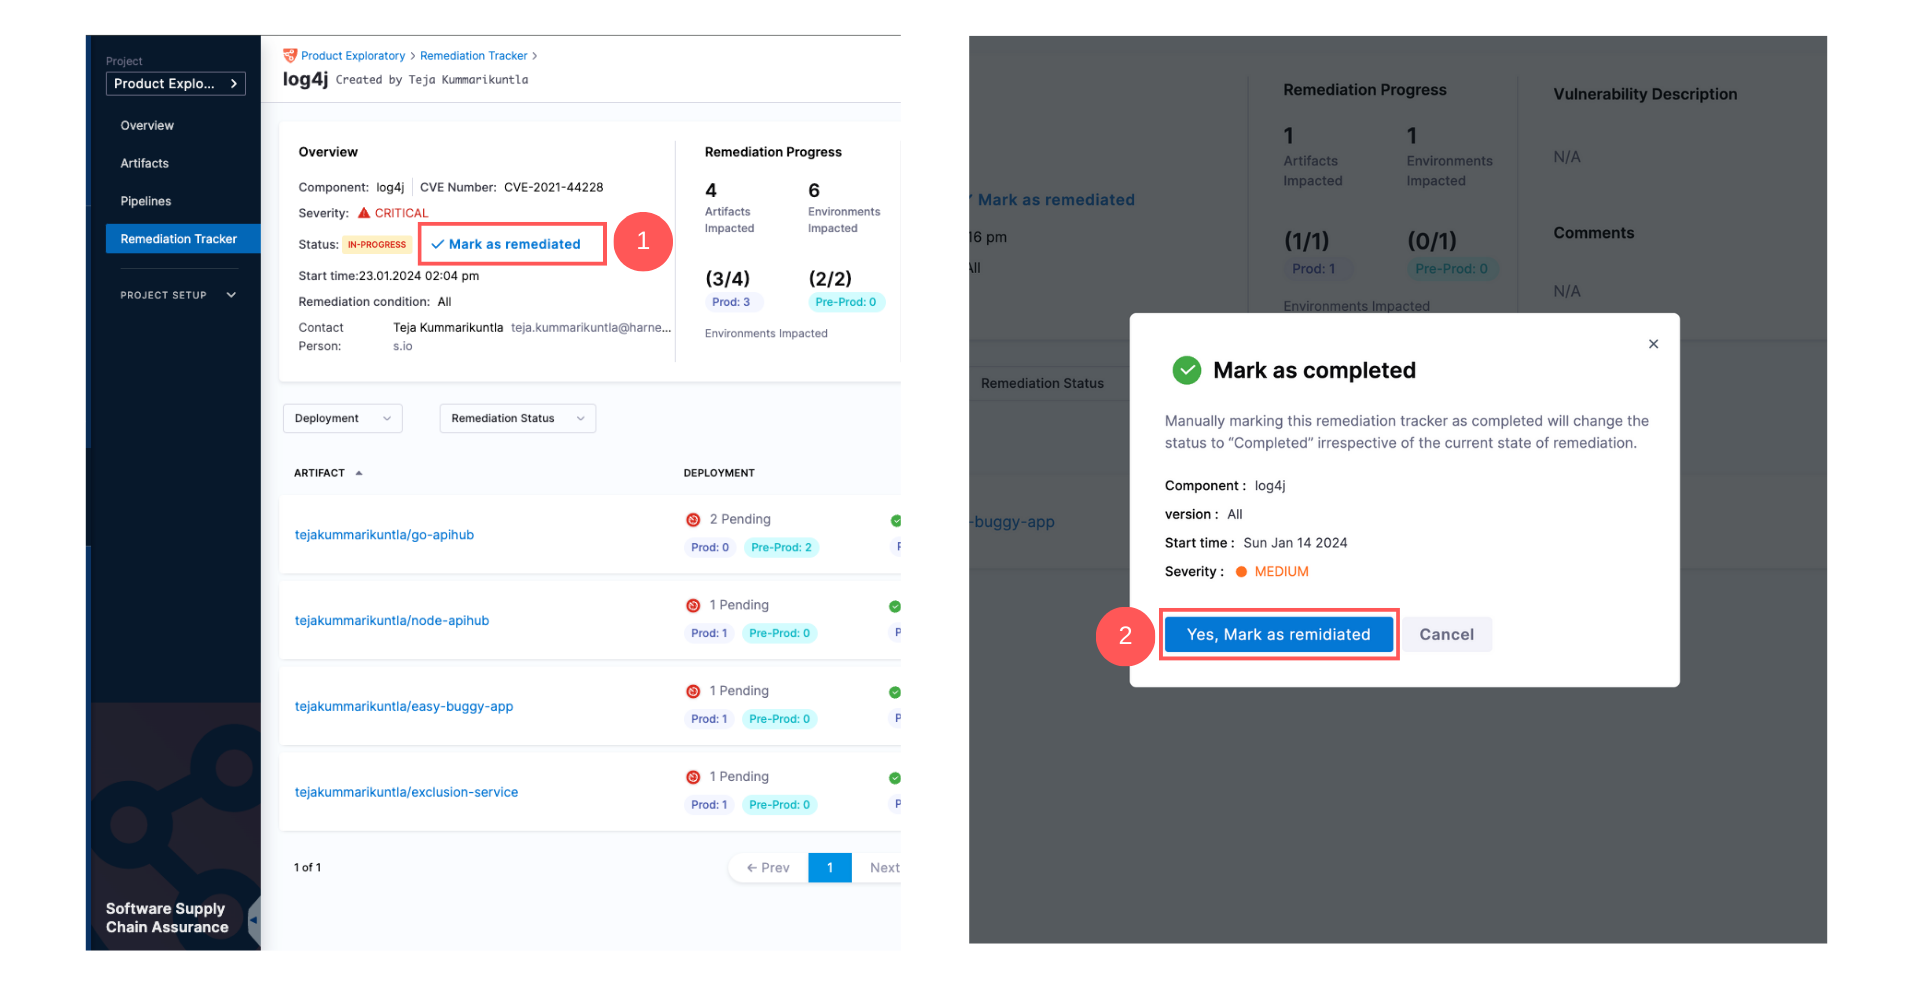 Project
Product Explo...
Overview
Artifacts
Pipelines
Remediation Tracker
PROJECT SETUP
Software Supply
Chain Assurance
Product Exploratory > Remediation Tracker >
log4j Created by Teja Kummarikuntla
Overview
Component: log4j CVE Number: CVE-2021-44228
Severity: CRITICAL
Status: IN-PROGRESS Mark as remediated
1
Start time:23.01.2024 02:04 pm
Remediation condition: All
Contact Person: Teja Kummarikuntla teja.kummarikuntla@harne...
s.io
Remediation Progress
4 6
Artifacts Impacted Environments Impacted
(3/4) (2/2)
Prod: 3 Pre-Prod: 0
Environments Impacted
Deployment Remediation Status
ARTIFACT DEPLOYMENT
tejakummarikuntla/go-apihub
2 Pending
Prod: 0 Pre-Prod: 2
tejakummarikuntla/node-apihub
1 Pending
Prod: 1 Pre-Prod: 0
tejakummarikuntla/easy-buggy-app
1 Pending
Prod: 1 Pre-Prod: 0
tejakummarikuntla/exclusion-service
1 Pending
Prod: 1 Pre-Prod: 0
1 of 1 ← Prev 1 Next
Remediation Progress
1 1
Artifacts Impacted Environments Impacted
(1/1) (0/1)
Prod: 1 Pre-Prod: 0
Environments Impacted
Vulnerability Description
N/A
Comments
N/A
Mark as remediated
16 pm
All
Remediation Status
-buggy-app
×
Mark as completed
Manually marking this remediation tracker as completed will change the
status to “Completed” irrespective of the current state of remediation.
Component : log4j
version : All
Start time : Sun Jan 14 2024
Severity : MEDIUM
2
Yes, Mark as remidiated Cancel